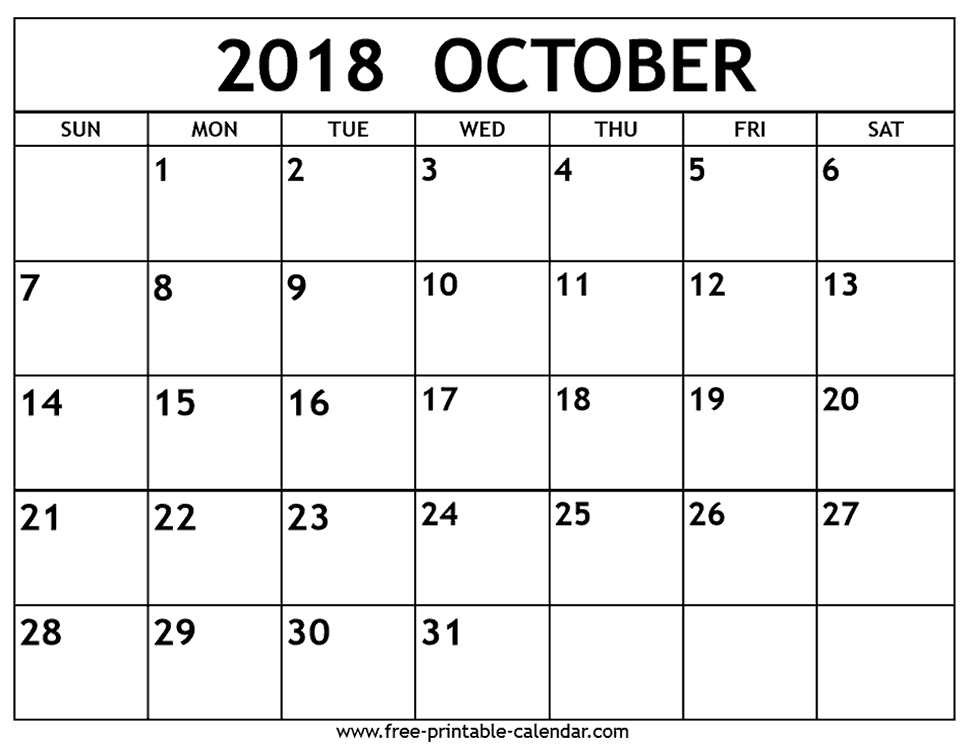 2018 OCTOBER
SUN MON TUE WED THU FRI SAT
1 2 3 4 5 6
7 8 9 10 11 12 13
14 15 16 17 18 19 20
21 22 23 24 25 26 27
28 29 30 31
www.free-printable-calendar.com